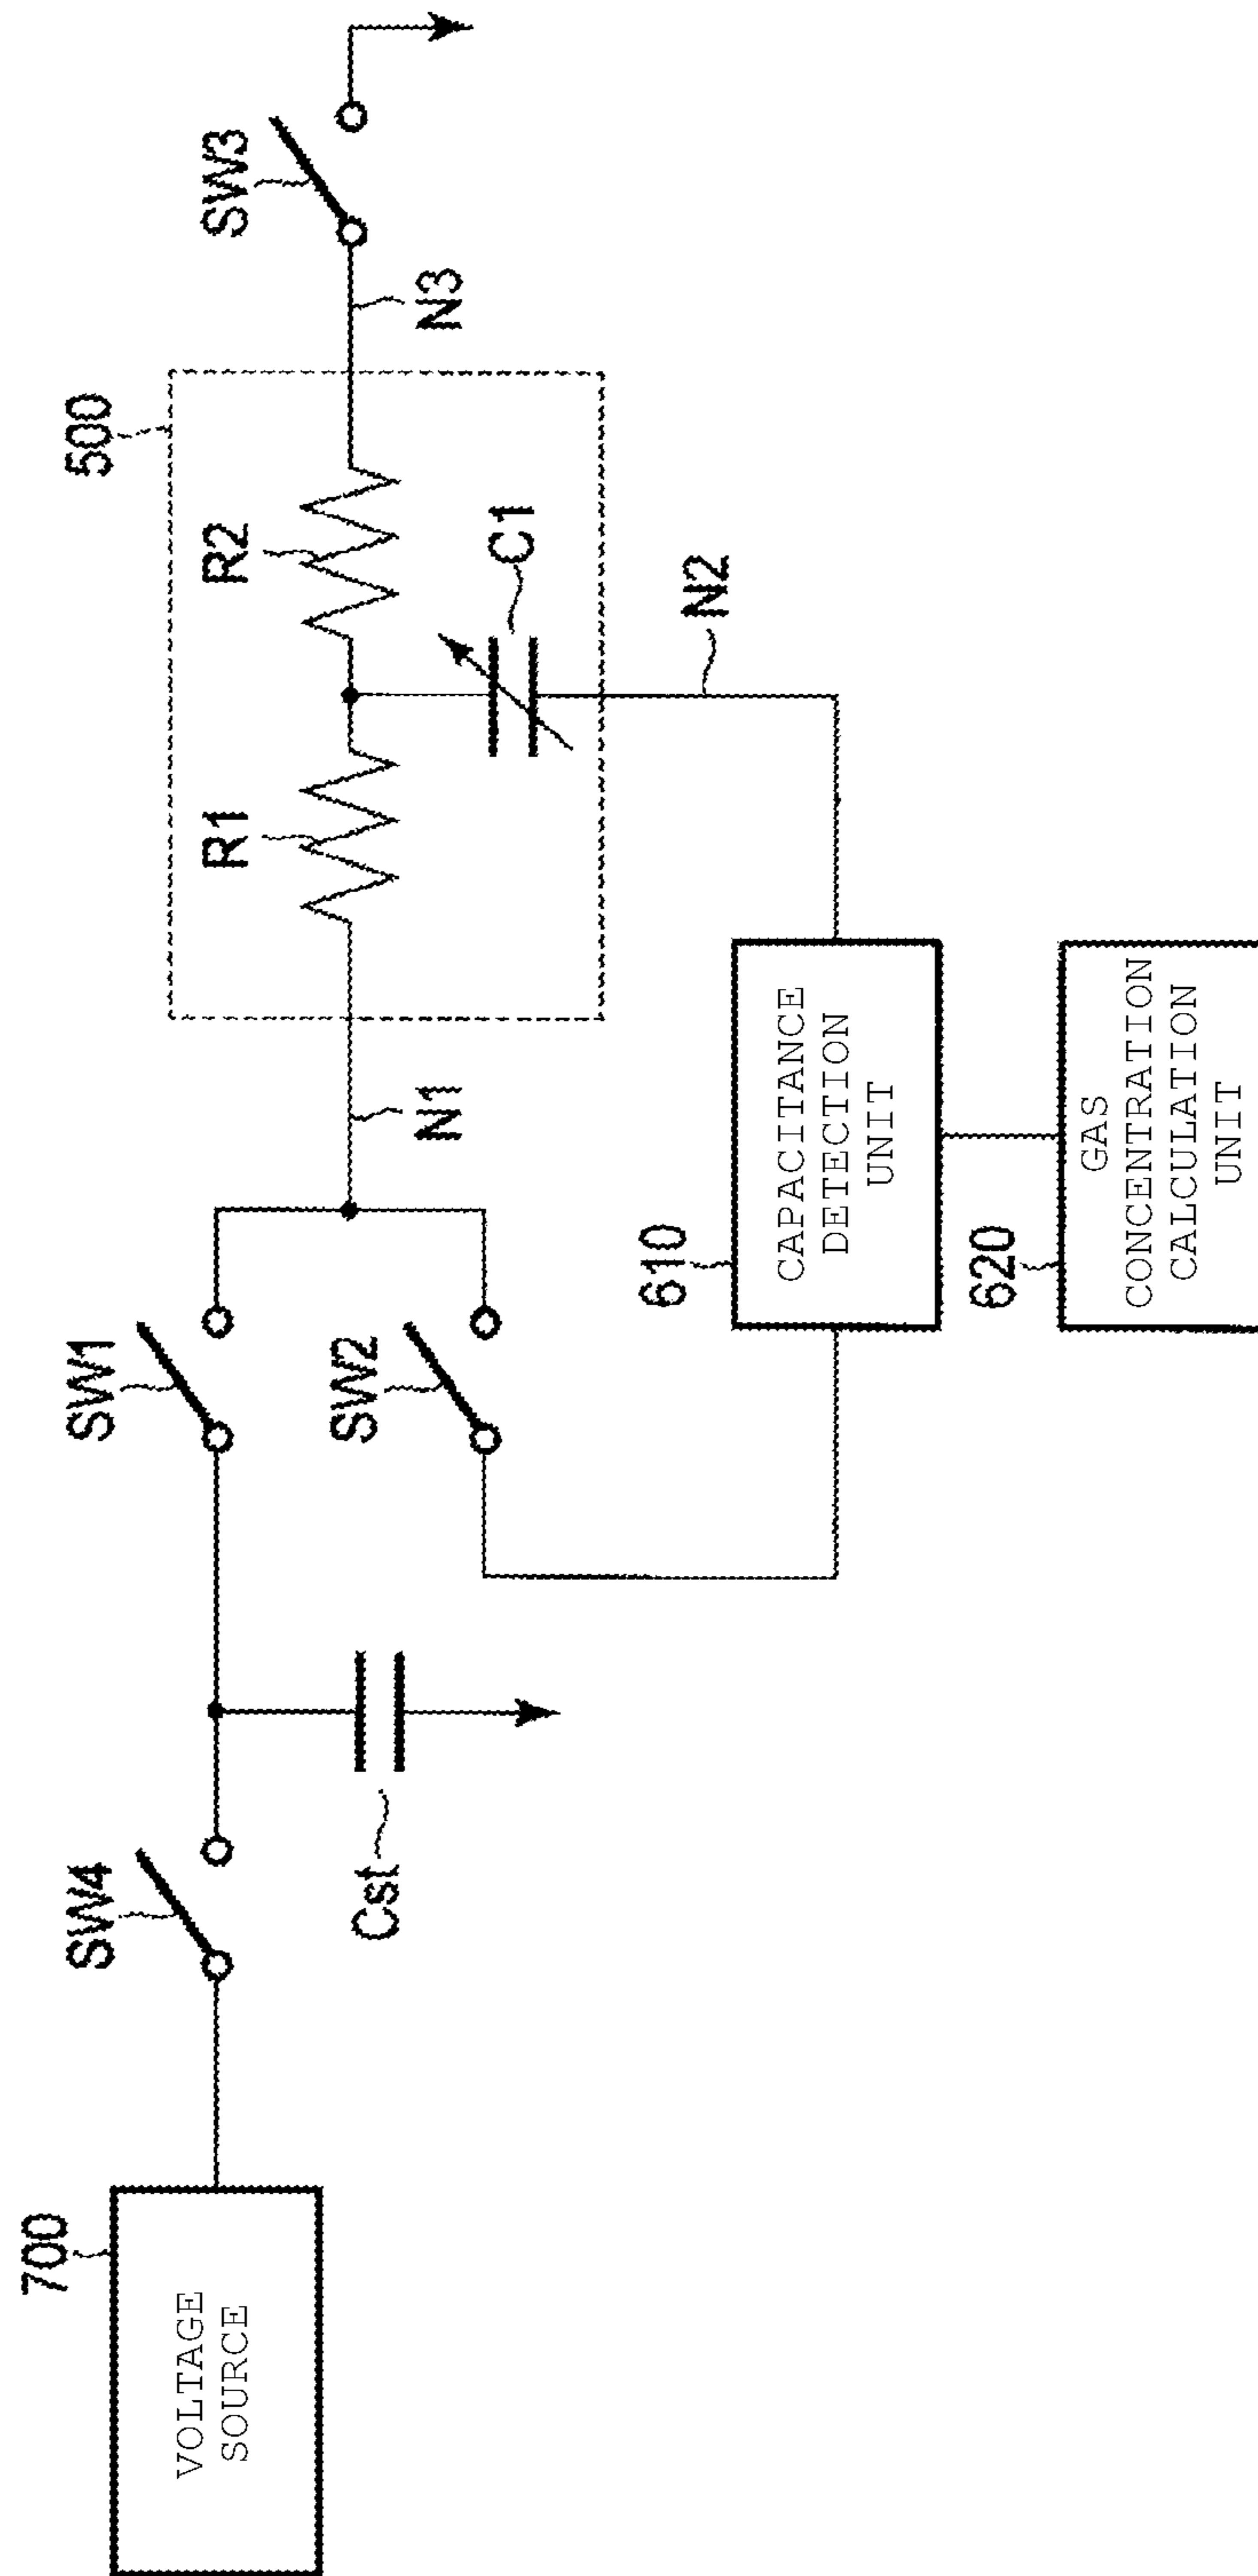 700
VOLTAGE
SOURCE
SW4
Cst
SW1
SW2
N1
500
R1
R2
C1
N3
SW3
N2
610
CAPACITANCE
DETECTION
UNIT
620
GAS
CONCENTRATION
CALCULATION
UNIT